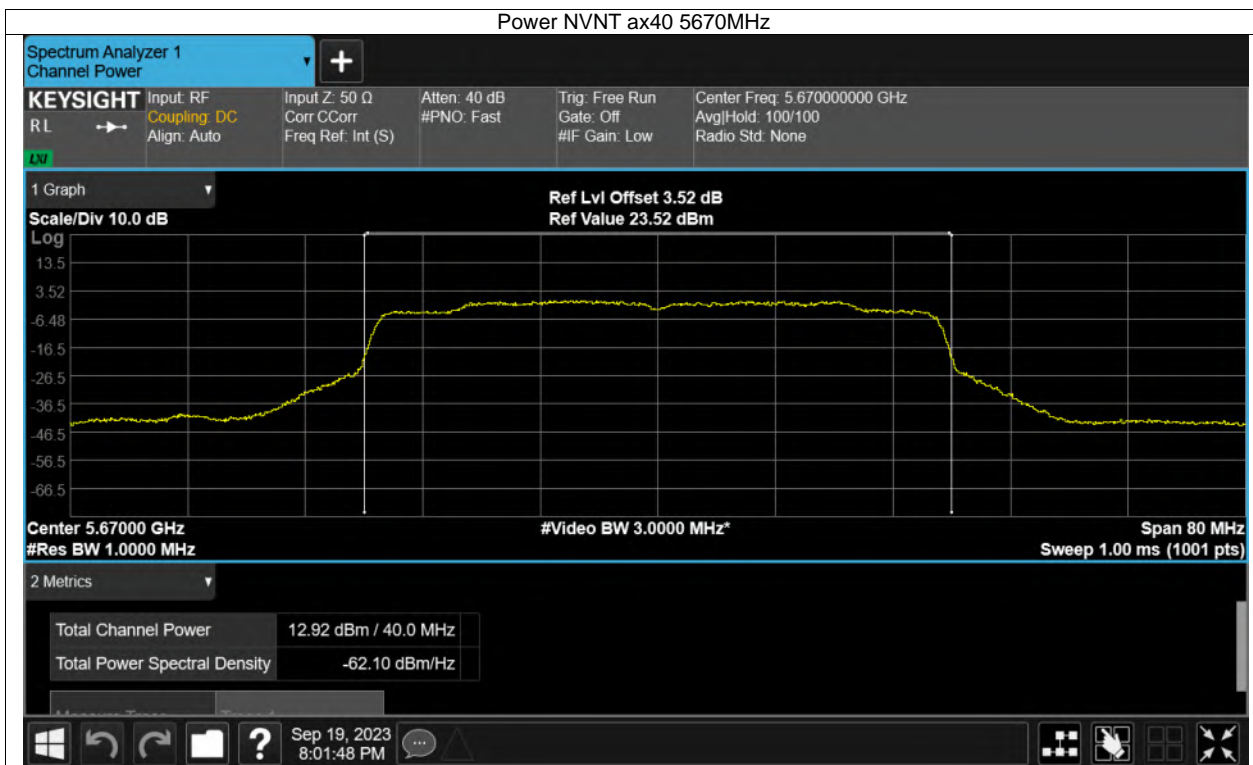 Power NVNT ax40 5670MHz
Spectrum Analyzer 1
Channel Power
+
KEYSIGHT
RL
LXI
Input: RF
Coupling: DC
Align: Auto
Input Z: 50 Ω
Corr CCorr
Freq Ref: Int (S)
Atten: 40 dB
#PNO: Fast
Trig: Free Run
Gate: Off
#IF Gain: Low
Center Freq: 5.670000000 GHz
Avg|Hold: 100/100
Radio Std: None
1 Graph
Scale/Div 10.0 dB
Ref Lvl Offset 3.52 dB
Ref Value 23.52 dBm
Log
13.5
3.52
-6.48
-16.5
-26.5
-36.5
-46.5
-56.5
-66.5
Center 5.67000 GHz
#Res BW 1.0000 MHz
#Video BW 3.0000 MHz*
Span 80 MHz
Sweep 1.00 ms (1001 pts)
2 Metrics
Total Channel Power 12.92 dBm / 40.0 MHz
Total Power Spectral Density -62.10 dBm/Hz
?
Sep 19, 2023
8:01:48 PM